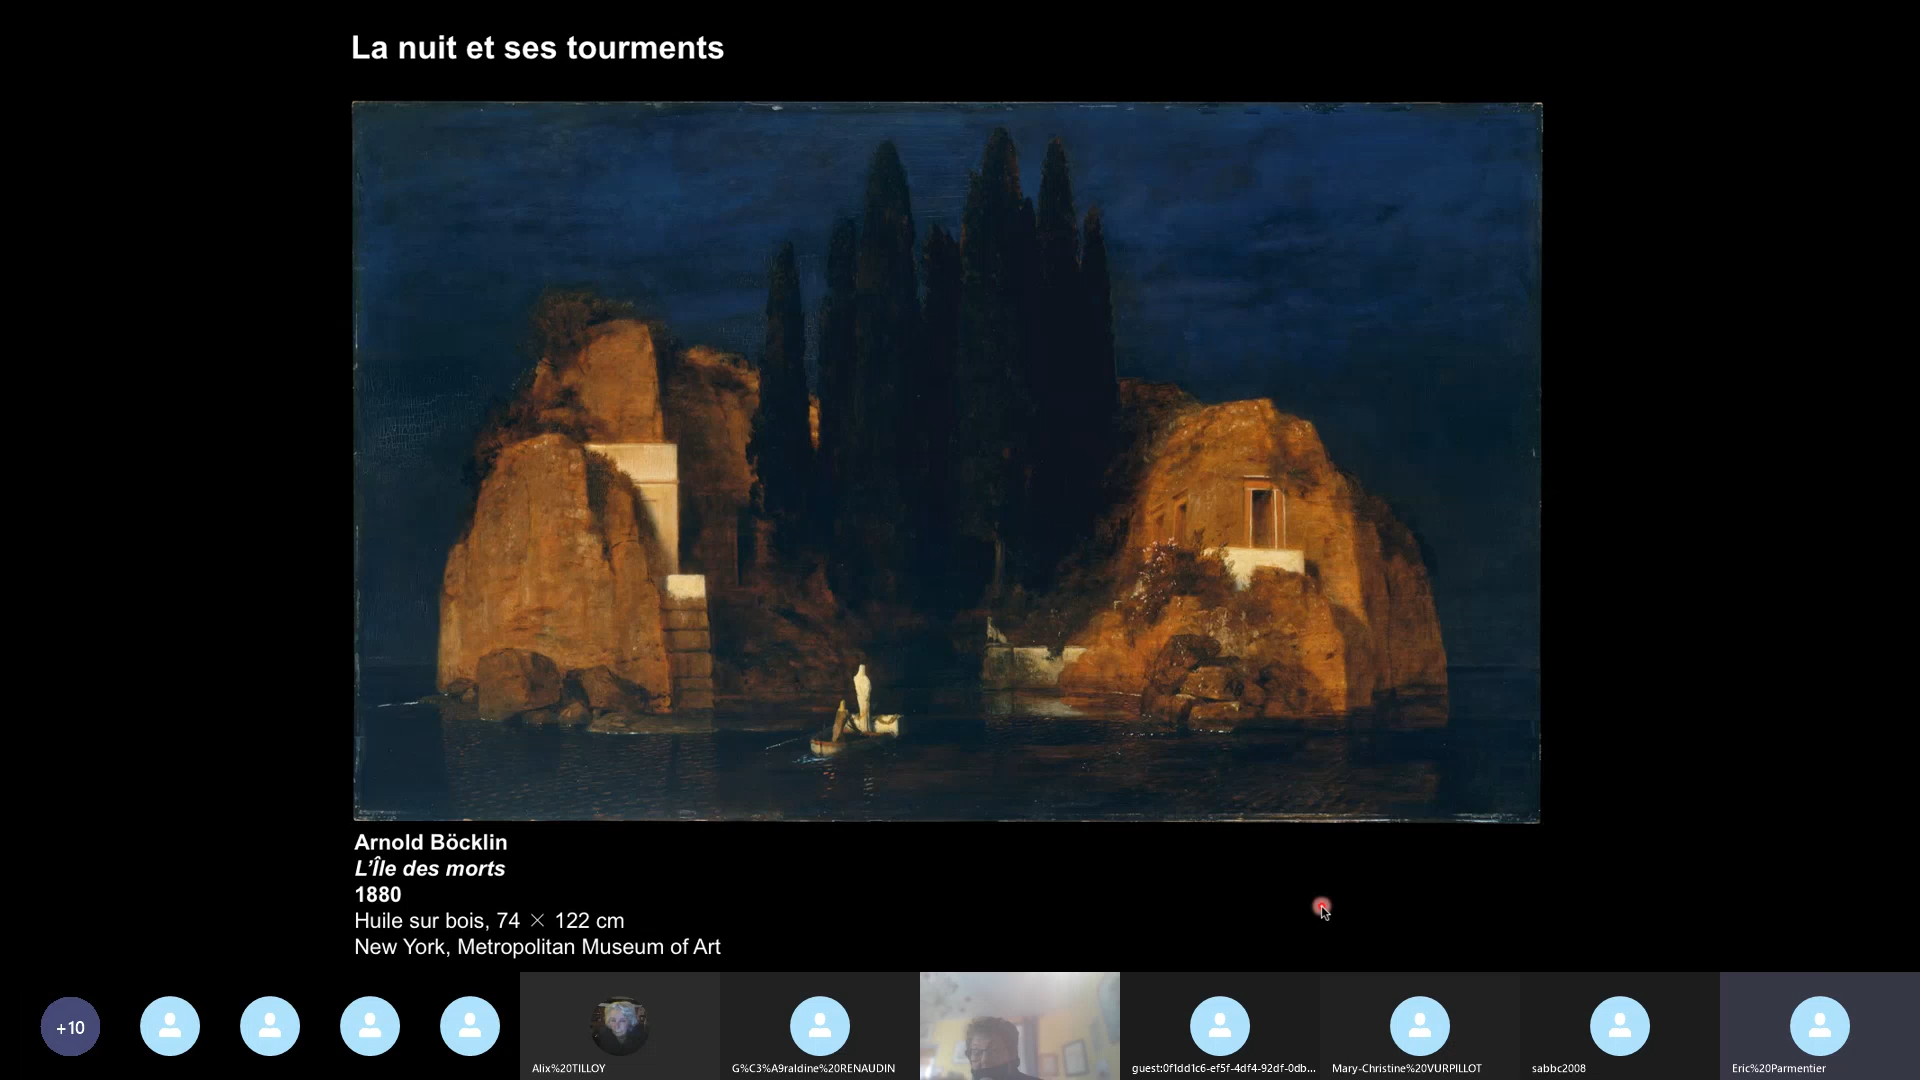 La nuit et ses tourments
Arnold Böcklin
L'Île des morts
1880
Huile sur bois, 74 × 122 cm
New York, Metropolitan Museum of Art
+10
Alix%20TILLOY
G%C3%A9raldine%20RENAUDIN
guest:0f1dd1c6-ef5f-4df4-92df-0db...
Mary-Christine%20VURPILLOT
sabbc2008
Eric%20Parmentier